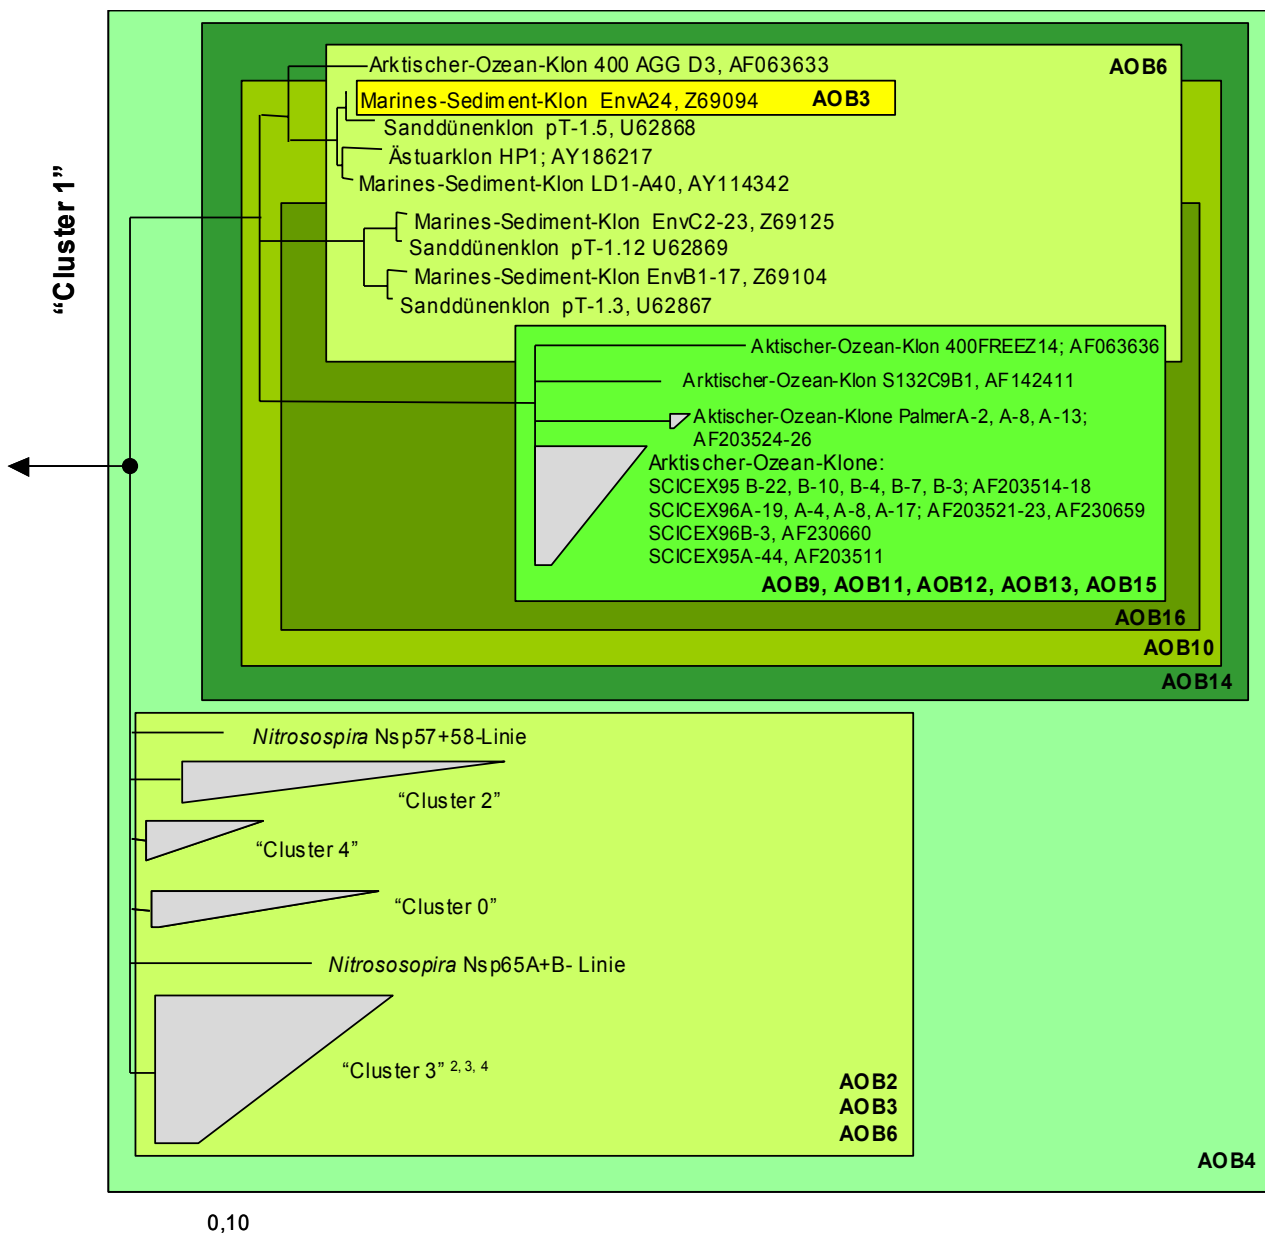 “Cluster 1”
Arktischer-Ozean-Klon 400 AGG D3, AF063633
AOB6
Marines-Sediment-Klon EnvA24, Z69094
AOB3
Sanddünenklon pT-1.5, U62868
Ästuarklon HP1; AY186217
Marines-Sediment-Klon LD1-A40, AY114342
Marines-Sediment-Klon EnvC2-23, Z69125
Sanddünenklon pT-1.12 U62869
Marines-Sediment-Klon EnvB1-17, Z69104
Sanddünenklon pT-1.3, U62867
Aktischer-Ozean-Klon 400FREEZ14; AF063636
Arktischer-Ozean-Klon S132C9B1, AF142411
Aktischer-Ozean-Klone PalmerA-2, A-8, A-13;
AF203524-26
Arktischer-Ozean-Klone:
SCICEX95 B-22, B-10, B-4, B-7, B-3; AF203514-18
SCICEX96A-19, A-4, A-8, A-17; AF203521-23, AF230659
SCICEX96B-3, AF230660
SCICEX95A-44, AF203511
AOB9, AOB11, AOB12, AOB13, AOB15
AOB16
AOB10
AOB14
Nitrosospira Nsp57+58-Linie
“Cluster 2”
“Cluster 4”
“Cluster 0”
Nitrososopira Nsp65A+B- Linie
“Cluster 3” 2, 3, 4
AOB2
AOB3
AOB6
AOB4
0,10